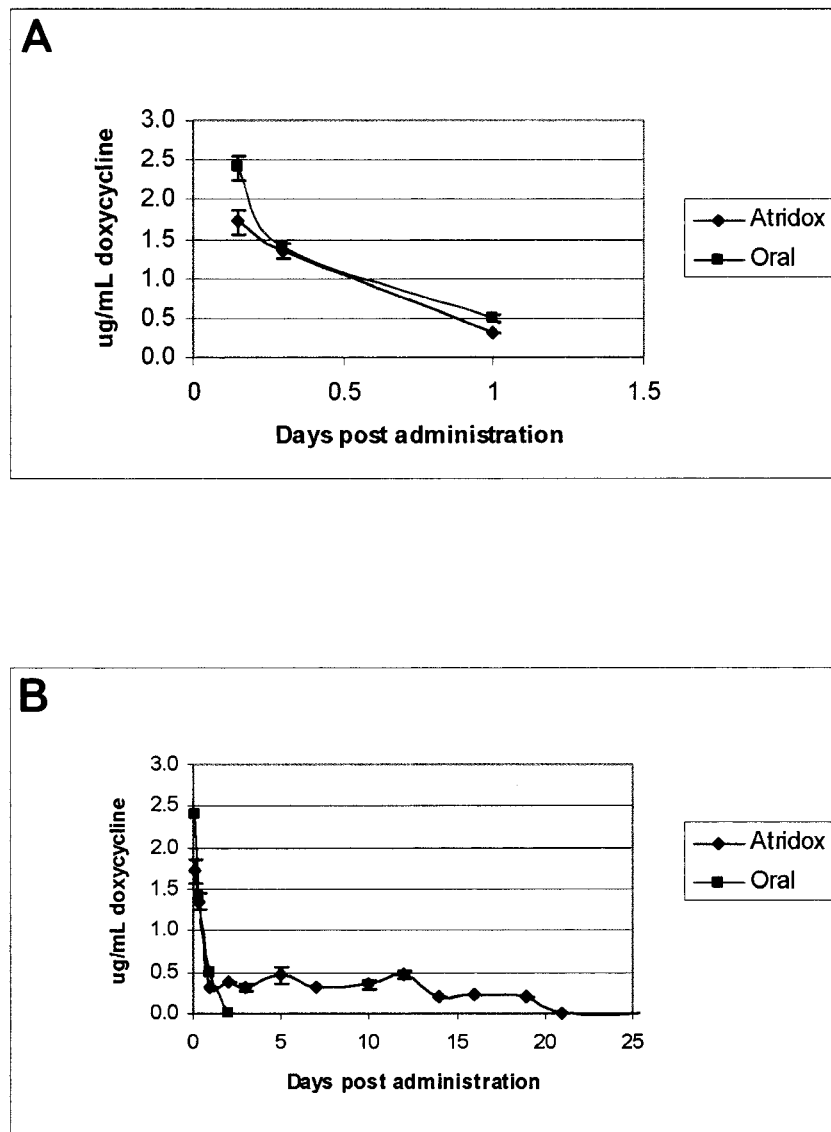 A
ug/mL doxycycline
3.0
2.5
2.0
1.5
1.0
0.5
0.0
0 0.5 1 1.5
Days post administration
Atridox
Oral
B
ug/mL doxycycline
3.0
2.5
2.0
1.5
1.0
0.5
0.0
0 5 10 15 20 25
Days post administration
Atridox
Oral